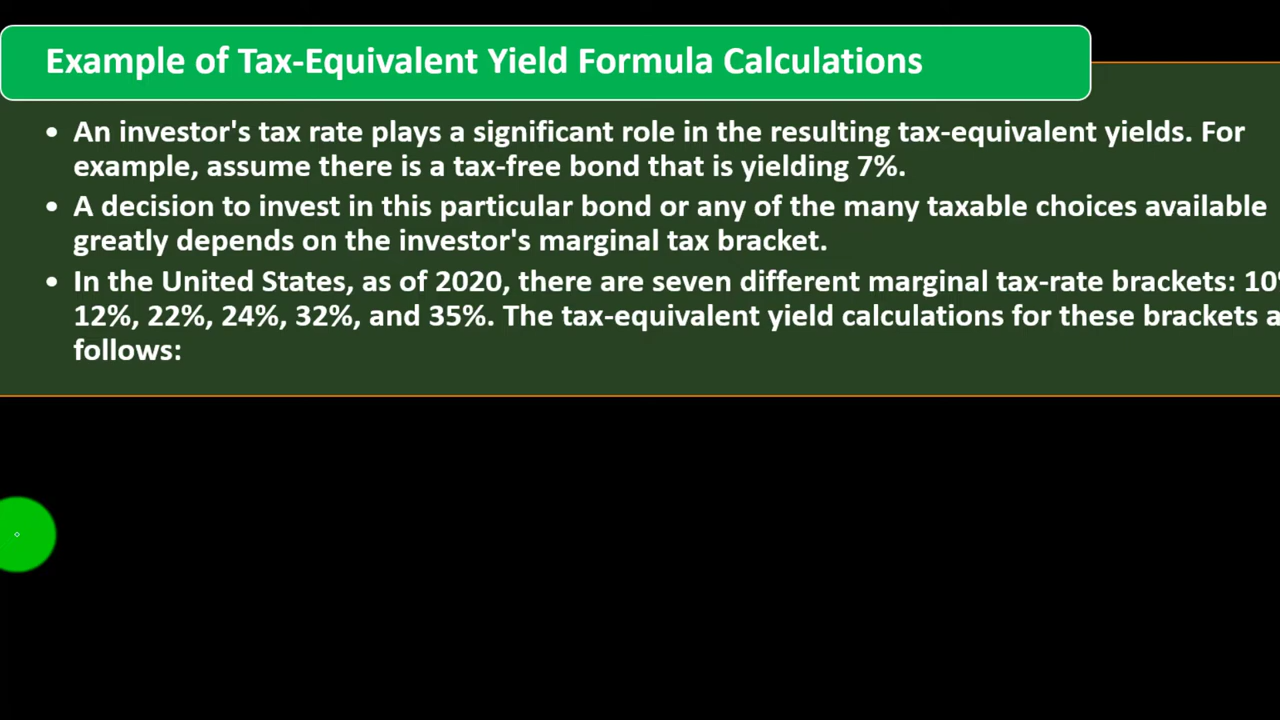 Example of Tax-Equivalent Yield Formula Calculations
• An investor's tax rate plays a significant role in the resulting tax-equivalent yields. For
example, assume there is a tax-free bond that is yielding 7%.
• A decision to invest in this particular bond or any of the many taxable choices available
greatly depends on the investor's marginal tax bracket.
• In the United States, as of 2020, there are seven different marginal tax-rate brackets: 10%
12%, 22%, 24%, 32%, and 35%. The tax-equivalent yield calculations for these brackets a
follows: